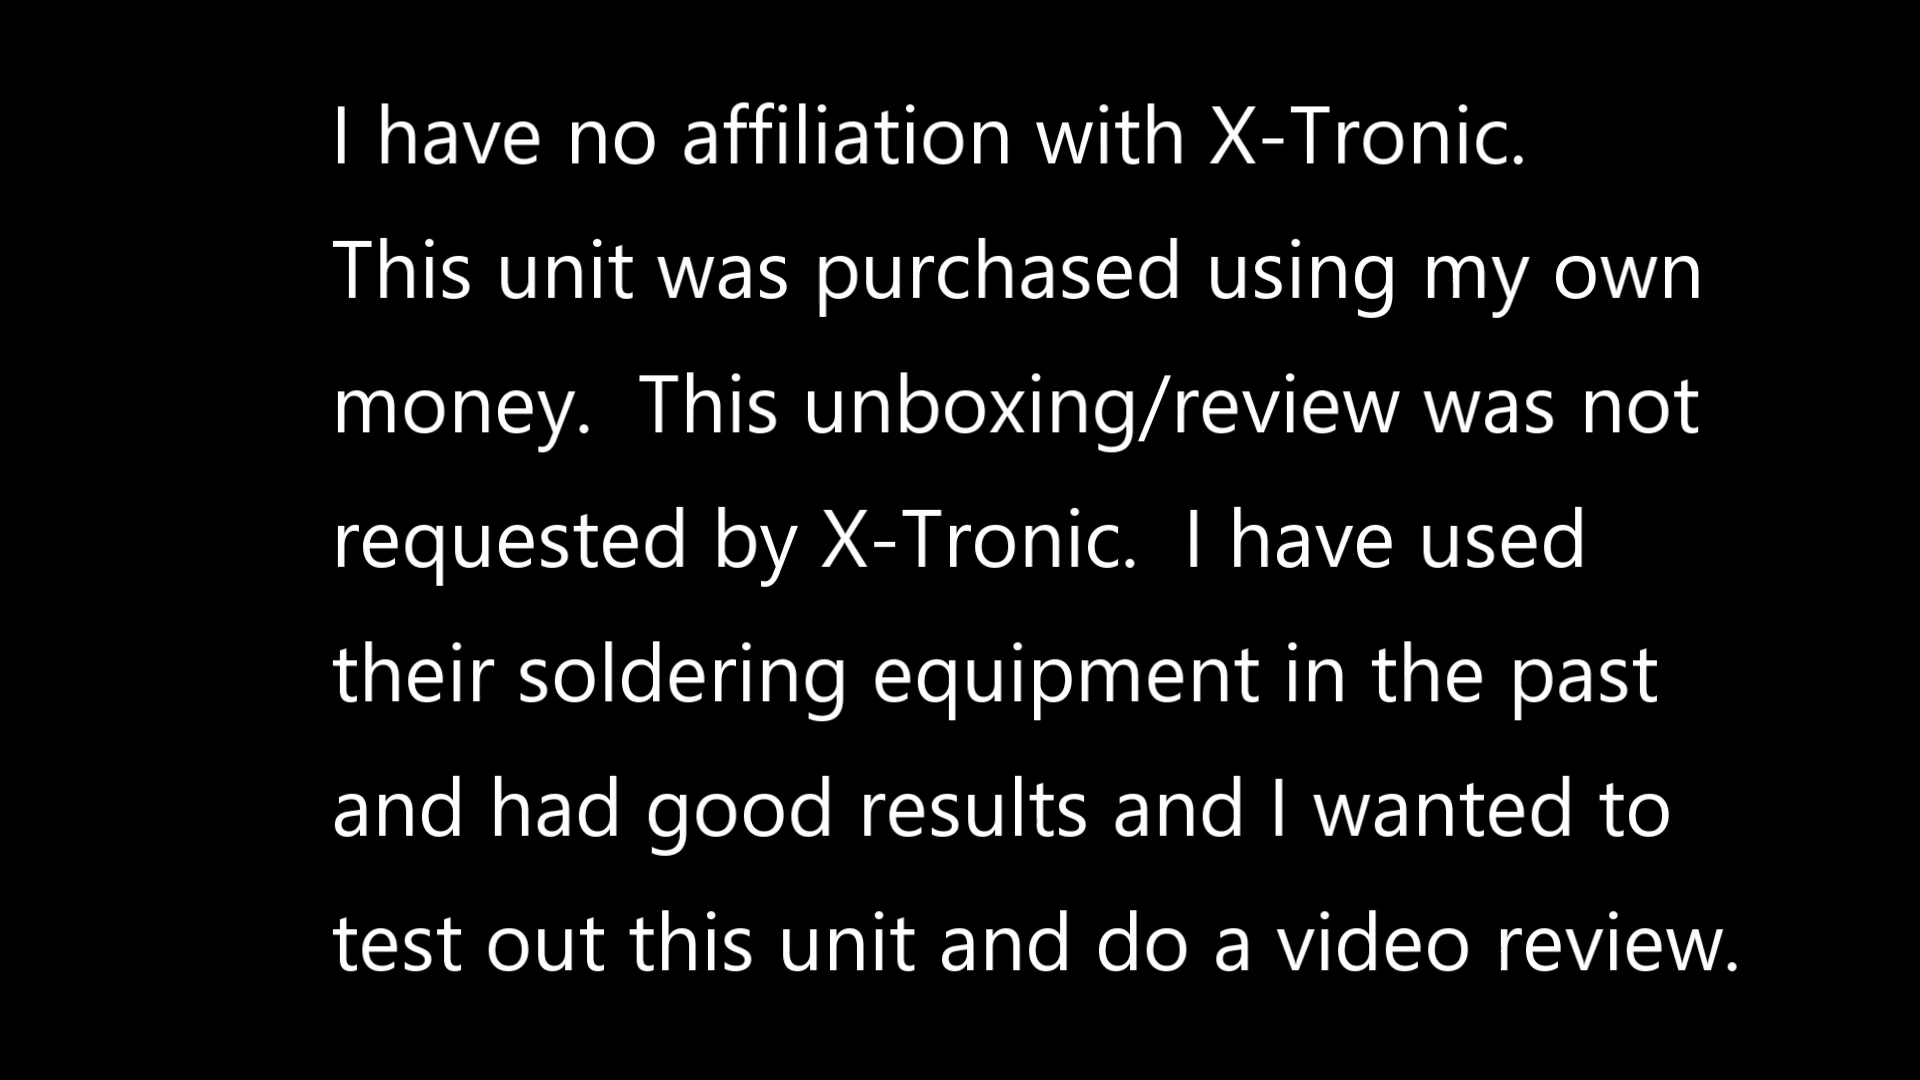 I have no affiliation with X-Tronic.
This unit was purchased using my own
money.  This unboxing/review was not
requested by X-Tronic.  I have used
their soldering equipment in the past
and had good results and I wanted to
test out this unit and do a video review.